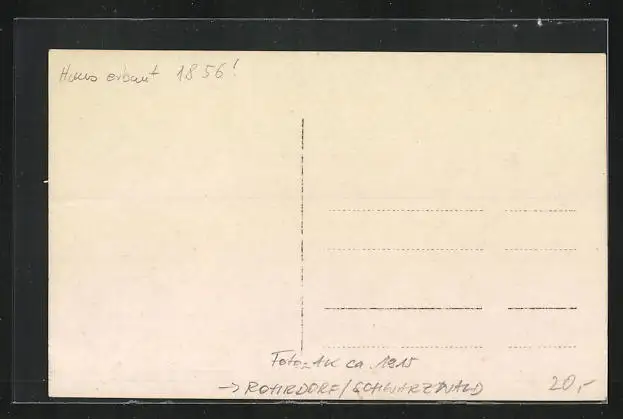 Haus erbaut 1856!
Foto-AK ca. 1915
→ ROHRDORF/SCHWARZWALD
20,-